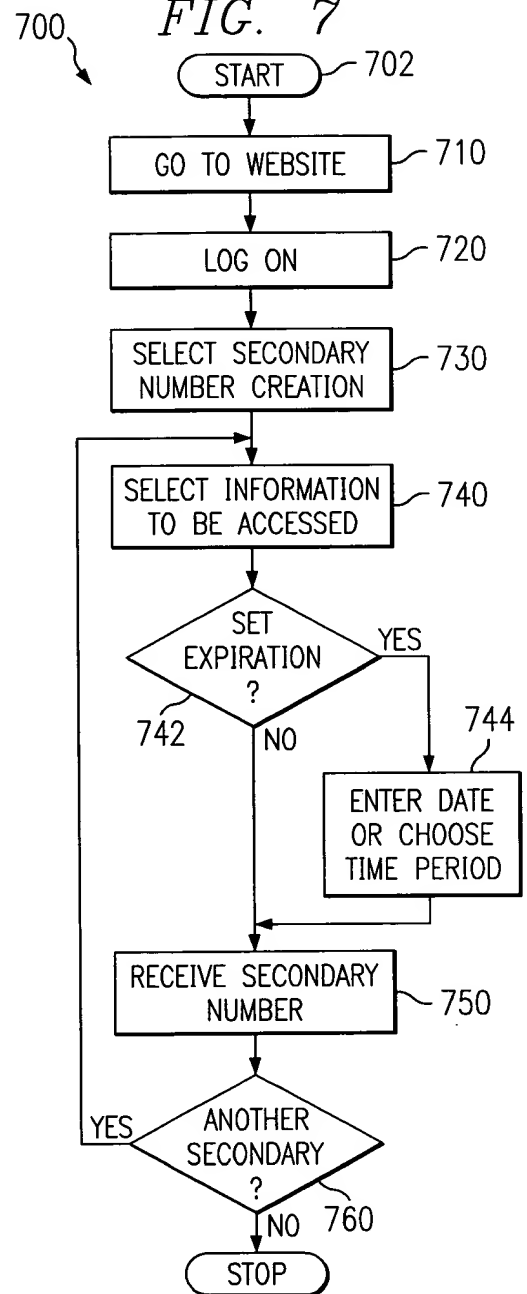 FIG. 7
700
START
702
GO TO WEBSITE
710
LOG ON
720
SELECT SECONDARY
NUMBER CREATION
730
SELECT INFORMATION
TO BE ACCESSED
740
SET
EXPIRATION
?
YES
742
NO
744
ENTER DATE
OR CHOOSE
TIME PERIOD
RECEIVE SECONDARY
NUMBER
750
YES
ANOTHER
SECONDARY
?
760
NO
STOP